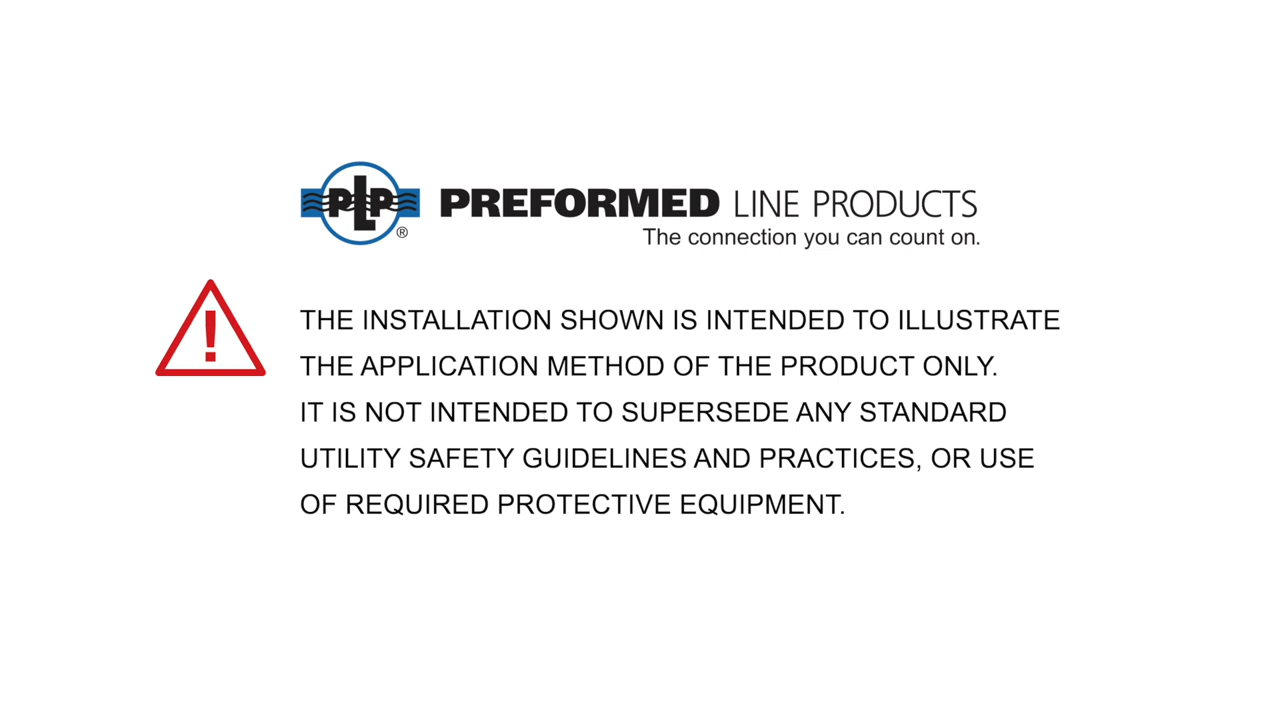 PLP®
PREFORMED LINE PRODUCTS
The connection you can count on.
!
THE INSTALLATION SHOWN IS INTENDED TO ILLUSTRATE
THE APPLICATION METHOD OF THE PRODUCT ONLY.
IT IS NOT INTENDED TO SUPERSEDE ANY STANDARD
UTILITY SAFETY GUIDELINES AND PRACTICES, OR USE
OF REQUIRED PROTECTIVE EQUIPMENT.